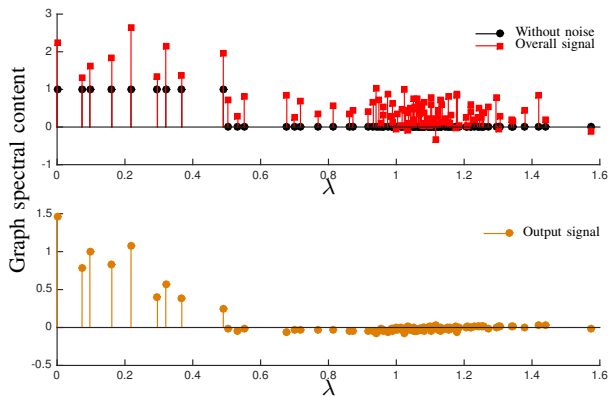 Graph spectral content
3
2
1
0
-1
Without noise
Overall signal
0 0.2 0.4 0.6 0.8 1 1.2 1.4 1.6
λ
1.5
1
0.5
0
-0.5
Output signal
0 0.2 0.4 0.6 0.8 1 1.2 1.4 1.6
λ